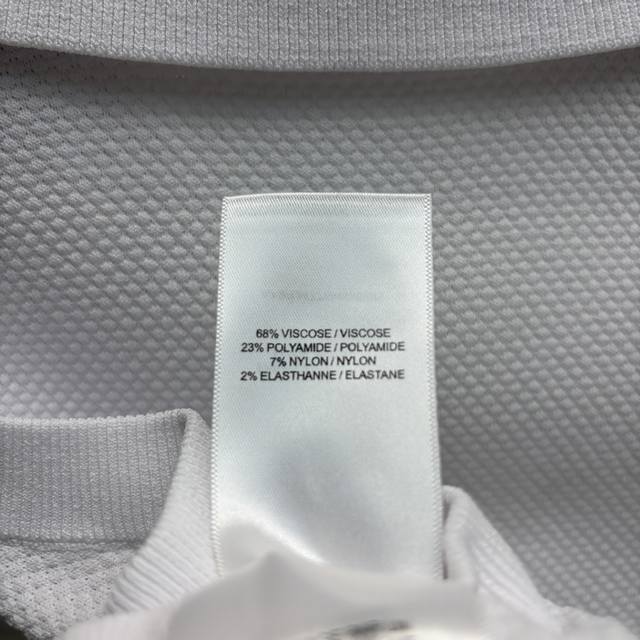 68% VISCOSE / VISCOSE
23% POLYAMIDE / POLYAMIDE
7% NYLON / NYLON
2% ELASTHANNE / ELASTANE